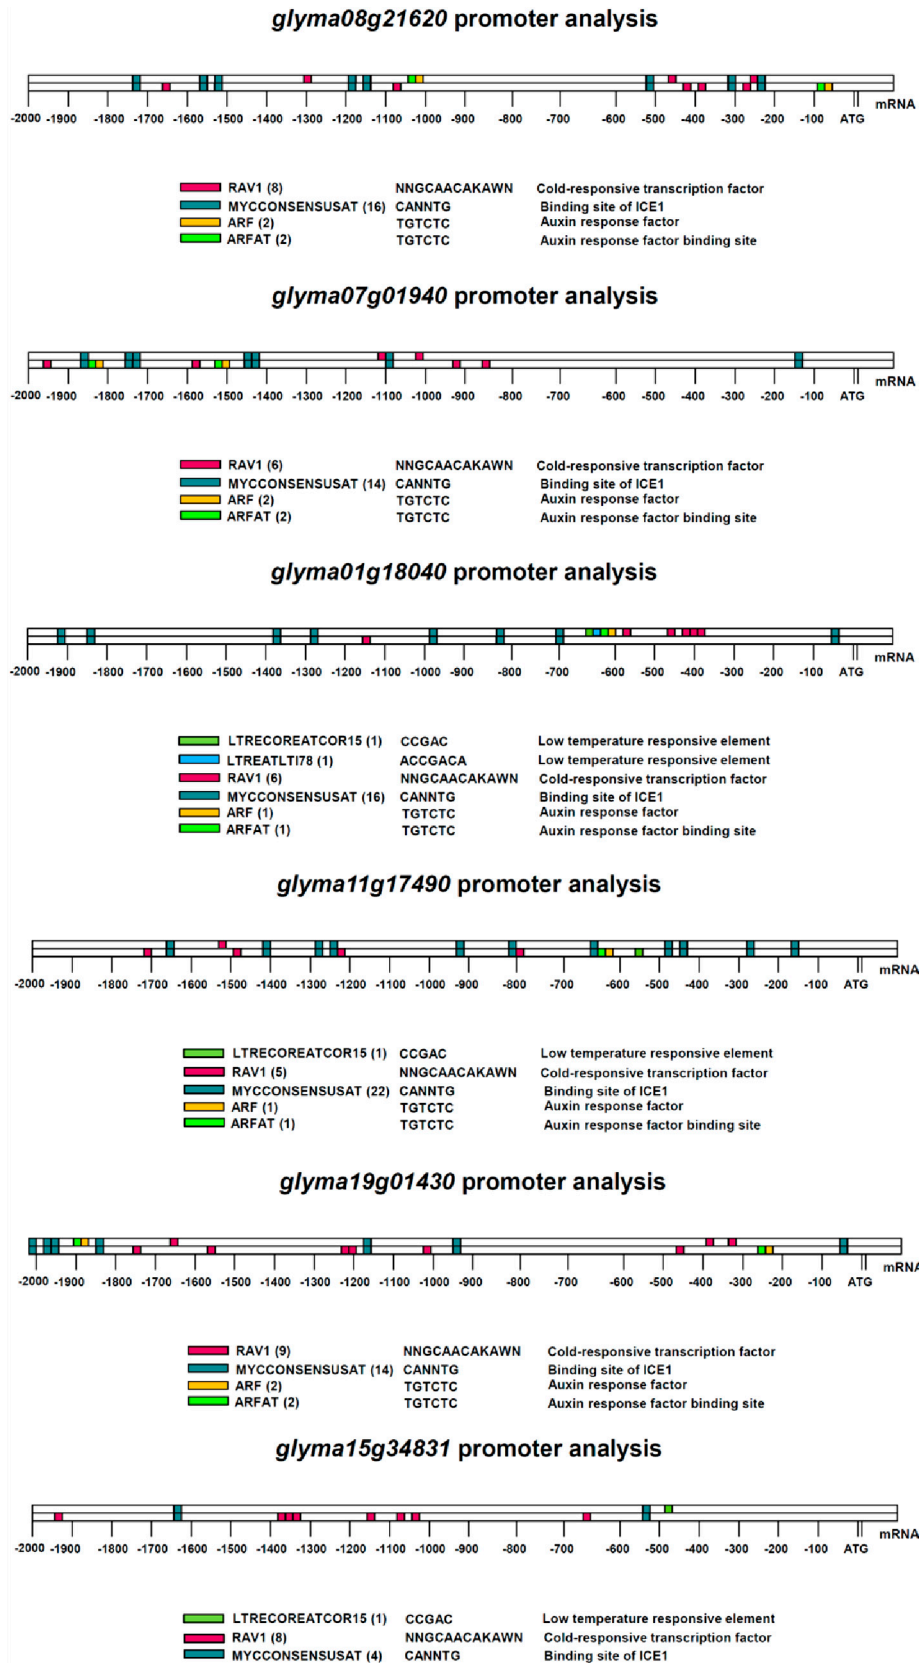 glyma08g21620 promoter analysis
mRNA
-2000 -1900 -1800 -1700 -1600 -1500 -1400 -1300 -1200 -1100 -1000 -900 -800 -700 -600 -500 -400 -300 -200 -100 ATG
RAV1 (8) NNGCAACAKAWN Cold-responsive transcription factor
MYCCONSENSUSAT (16) CANNTG Binding site of ICE1
ARF (2) TGTCTC Auxin response factor
ARFAT (2) TGTCTC Auxin response factor binding site
glyma07g01940 promoter analysis
mRNA
-2000 -1900 -1800 -1700 -1600 -1500 -1400 -1300 -1200 -1100 -1000 -900 -800 -700 -600 -500 -400 -300 -200 -100 ATG
RAV1 (6) NNGCAACAKAWN Cold-responsive transcription factor
MYCCONSENSUSAT (14) CANNTG Binding site of ICE1
ARF (2) TGTCTC Auxin response factor
ARFAT (2) TGTCTC Auxin response factor binding site
glyma01g18040 promoter analysis
mRNA
-2000 -1900 -1800 -1700 -1600 -1500 -1400 -1300 -1200 -1100 -1000 -900 -800 -700 -600 -500 -400 -300 -200 -100 ATG
LTRECOREATCOR15 (1) CCGAC Low temperature responsive element
LTREATLTI78 (1) ACCGACA Low temperature responsive element
RAV1 (6) NNGCAACAKAWN Cold-responsive transcription factor
MYCCONSENSUSAT (16) CANNTG Binding site of ICE1
ARF (1) TGTCTC Auxin response factor
ARFAT (1) TGTCTC Auxin response factor binding site
glyma11g17490 promoter analysis
mRNA
-2000 -1900 -1800 -1700 -1600 -1500 -1400 -1300 -1200 -1100 -1000 -900 -800 -700 -600 -500 -400 -300 -200 -100 ATG
LTRECOREATCOR15 (1) CCGAC Low temperature responsive element
RAV1 (5) NNGCAACAKAWN Cold-responsive transcription factor
MYCCONSENSUSAT (22) CANNTG Binding site of ICE1
ARF (1) TGTCTC Auxin response factor
ARFAT (1) TGTCTC Auxin response factor binding site
glyma19g01430 promoter analysis
mRNA
-2000 -1900 -1800 -1700 -1600 -1500 -1400 -1300 -1200 -1100 -1000 -900 -800 -700 -600 -500 -400 -300 -200 -100 ATG
RAV1 (9) NNGCAACAKAWN Cold-responsive transcription factor
MYCCONSENSUSAT (14) CANNTG Binding site of ICE1
ARF (2) TGTCTC Auxin response factor
ARFAT (2) TGTCTC Auxin response factor binding site
glyma15g34831 promoter analysis
mRNA
-2000 -1900 -1800 -1700 -1600 -1500 -1400 -1300 -1200 -1100 -1000 -900 -800 -700 -600 -500 -400 -300 -200 -100 ATG
LTRECOREATCOR15 (1) CCGAC Low temperature responsive element
RAV1 (8) NNGCAACAKAWN Cold-responsive transcription factor
MYCCONSENSUSAT (4) CANNTG Binding site of ICE1